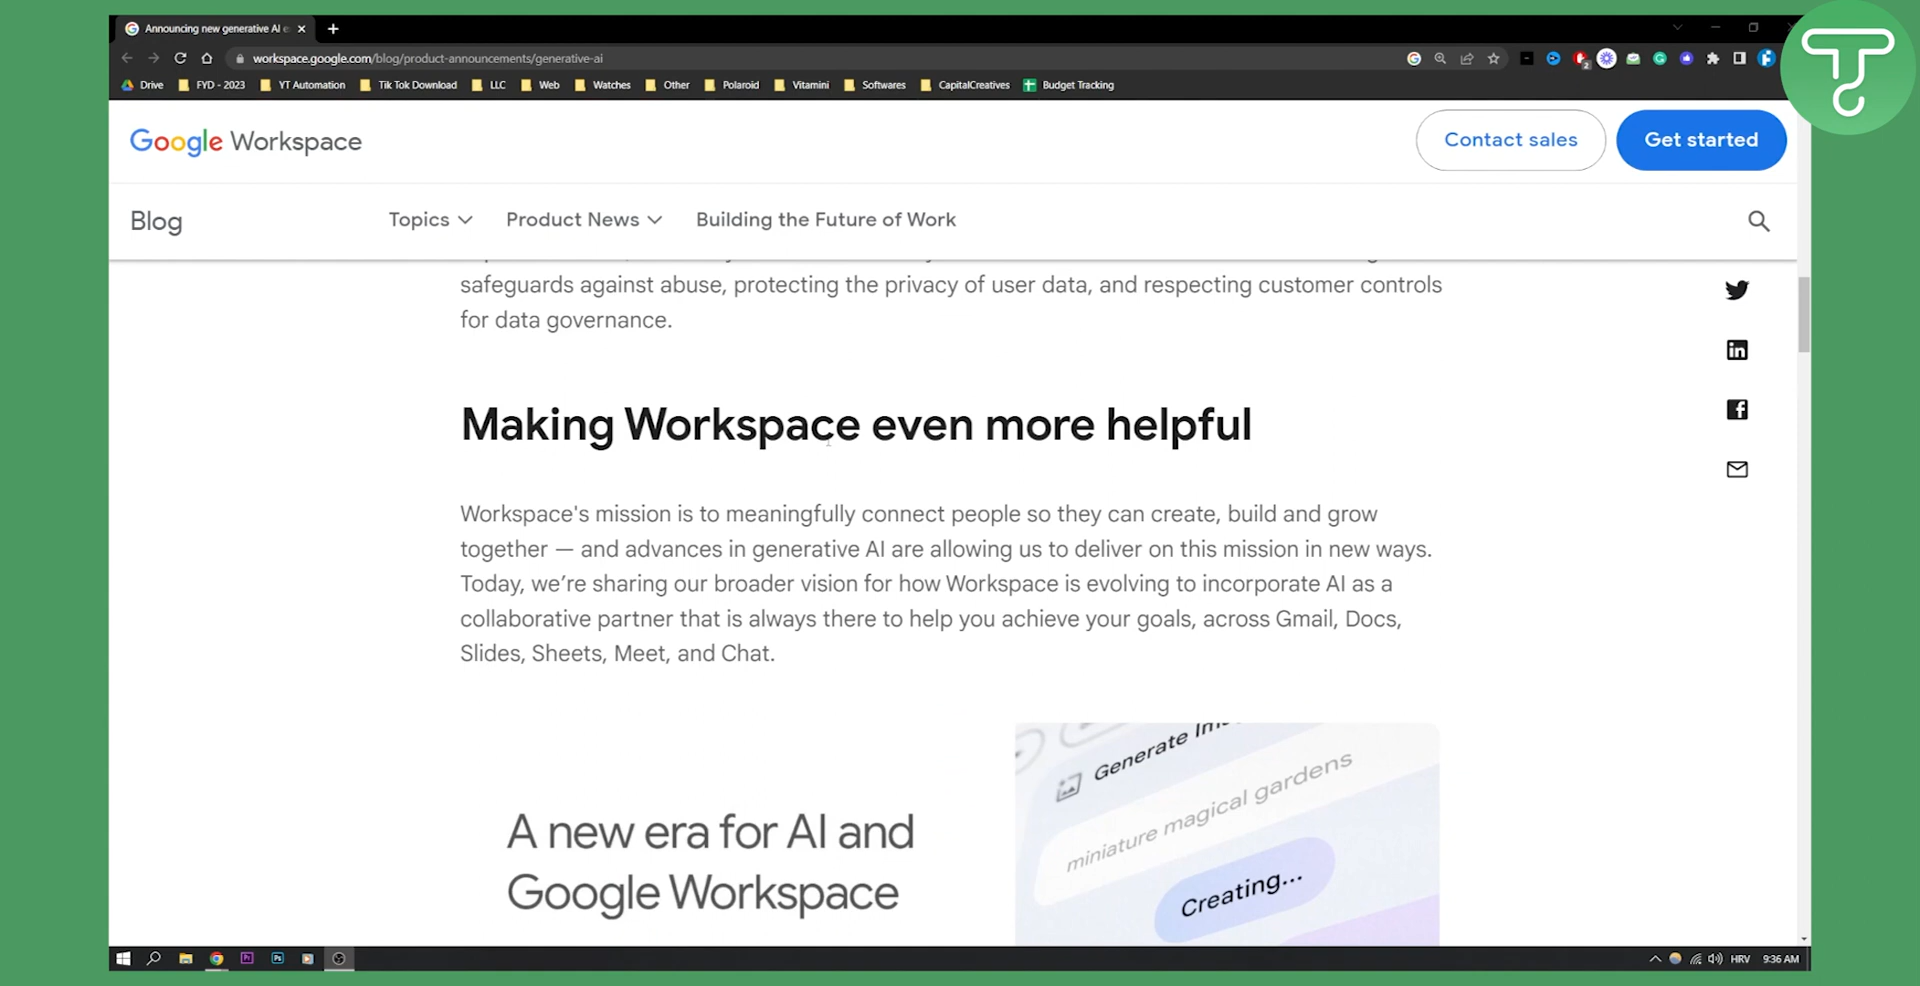 Announcing new generative AI e
workspace.google.com/blog/product-announcements/generative-ai
2
Drive FYD - 2023 YT Automation Tik Tok Download LLC Web Watches Other Polaroid Vitamini Softwares CapitalCreatives Budget Tracking
Google Workspace
Contact sales
Get started
Blog
Topics
Product News
Building the Future of Work
safeguards against abuse, protecting the privacy of user data, and respecting customer controls
for data governance.
Making Workspace even more helpful
Workspace's mission is to meaningfully connect people so they can create, build and grow
together — and advances in generative AI are allowing us to deliver on this mission in new ways.
Today, we’re sharing our broader vision for how Workspace is evolving to incorporate AI as a
collaborative partner that is always there to help you achieve your goals, across Gmail, Docs,
Slides, Sheets, Meet, and Chat.
Generate
miniature magical gardens
Creating...
A new era for AI and
Google Workspace
Pr Ps
HRV 9:36 AM